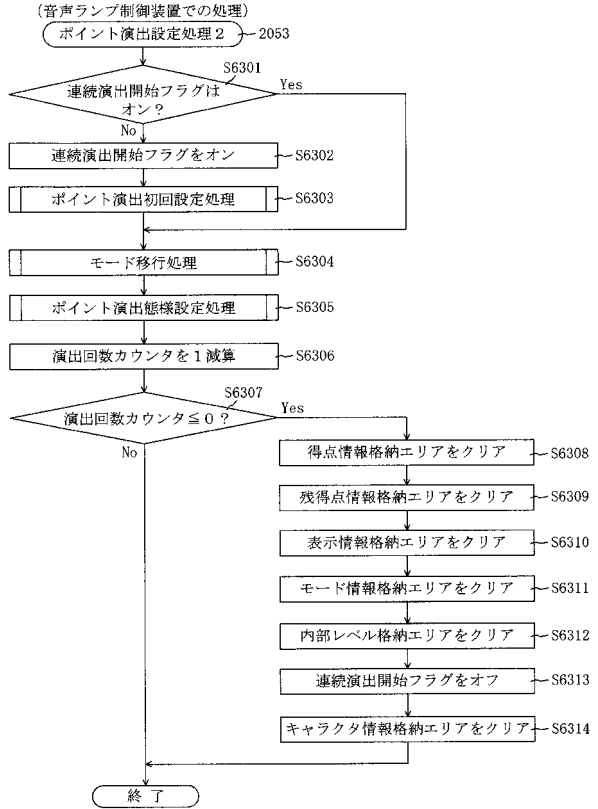 (音声ランプ制御装置での処理)
ポイント演出設定処理2
2053
S6301
連続演出開始フラグは
オン?
Yes
No
連続演出開始フラグをオン
S6302
ポイント演出初回設定処理
S6303
モード移行処理
S6304
ポイント演出態様設定処理
S6305
演出回数カウンタを1減算
S6306
S6307
演出回数カウンタ≦0?
Yes
No
得点情報格納エリアをクリア
S6308
残得点情報格納エリアをクリア
S6309
表示情報格納エリアをクリア
S6310
モード情報格納エリアをクリア
S6311
内部レベル格納エリアをクリア
S6312
連続演出開始フラグをオフ
S6313
キャラクタ情報格納エリアをクリア
S6314
終了